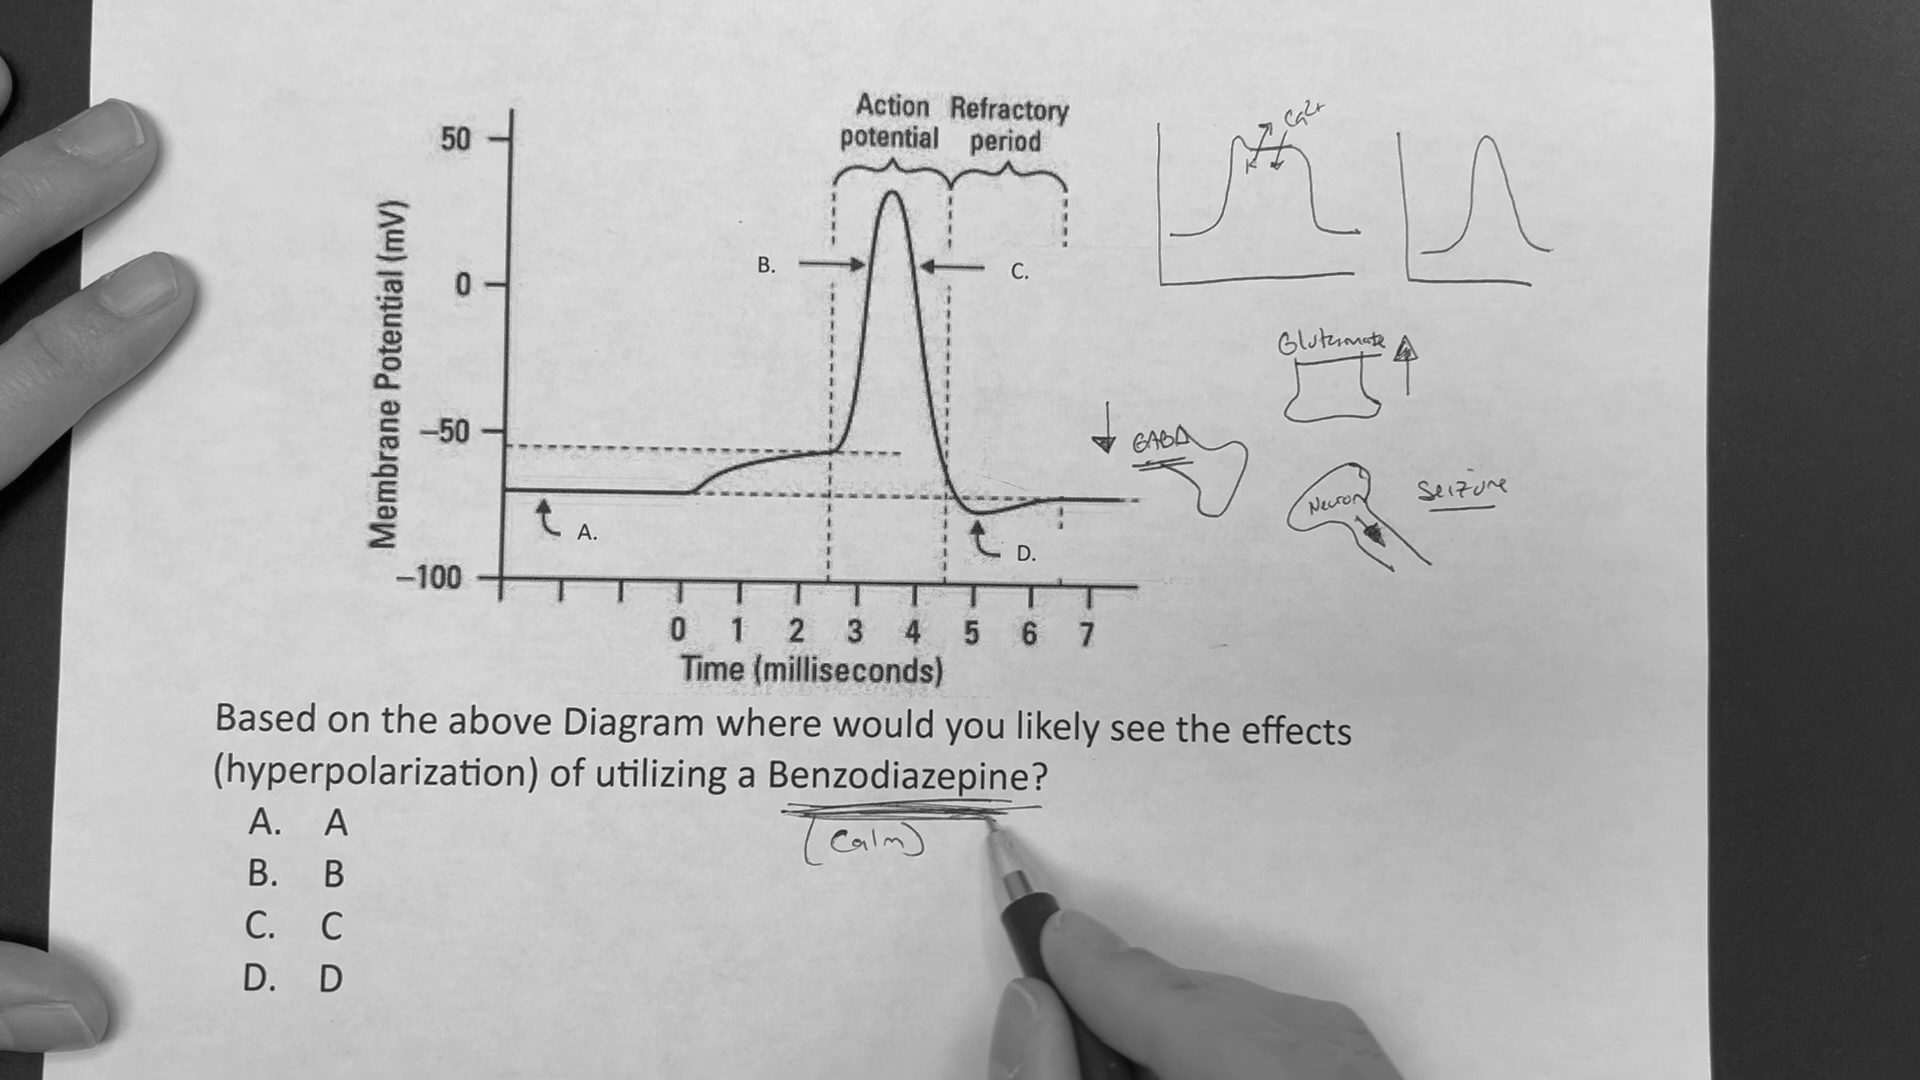 Action Refractory
potential period
50
0
−50
−100
Membrane Potential (mV)
B.
C.
A.
D.
0 1 2 3 4 5 6 7
Time (milliseconds)
Ca2+
Glutamate
GABA
Neuron
Seizure
Based on the above Diagram where would you likely see the effects
(hyperpolarization) of utilizing a Benzodiazepine?
(Calm)
A. A
B. B
C. C
D. D